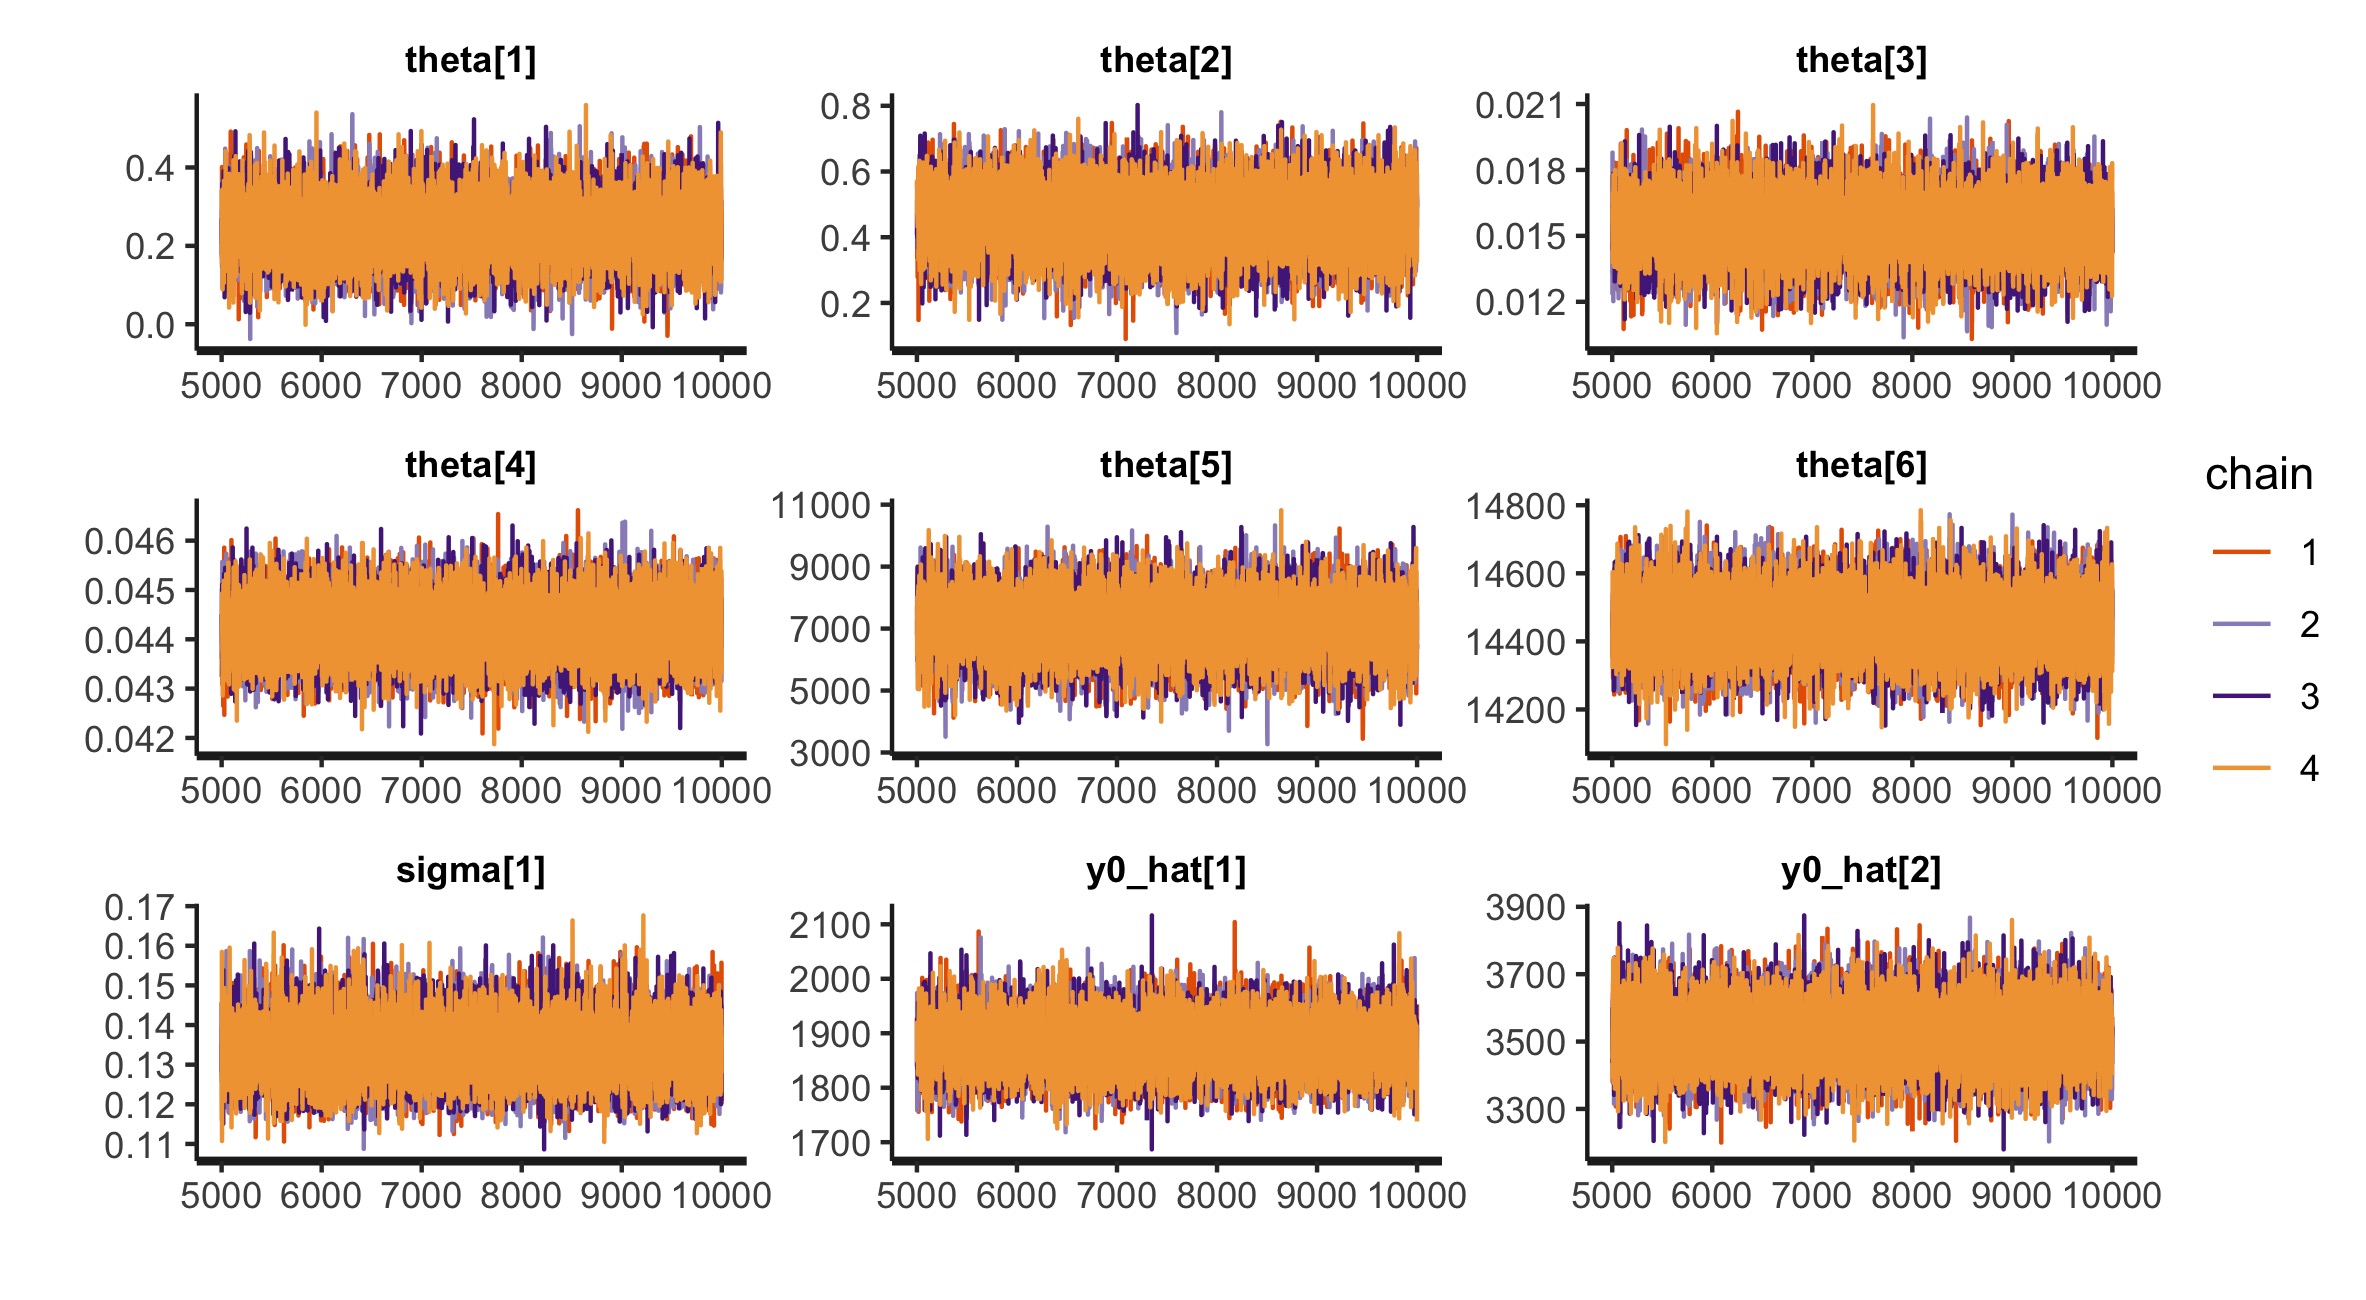 theta[1] theta[2] theta[3]
0.4 0.8 0.021
0.2 0.6 0.018
0.0 0.4 0.015
0.2 0.012
5000 6000 7000 8000 9000 10000 5000 6000 7000 8000 9000 10000 5000 6000 7000 8000 9000 10000
theta[4] theta[5] theta[6]
0.046 11000 14800
0.045 9000 14600
0.044 7000 14400
0.043 5000 14200
0.042 3000
5000 6000 7000 8000 9000 10000 5000 6000 7000 8000 9000 10000 5000 6000 7000 8000 9000 10000
chain
1
2
3
4
sigma[1] y0_hat[1] y0_hat[2]
0.17 2100 3900
0.16 2000 3700
0.15 1900 3500
0.14 1800 3300
0.13 1700
0.12
0.11
5000 6000 7000 8000 9000 10000 5000 6000 7000 8000 9000 10000 5000 6000 7000 8000 9000 10000